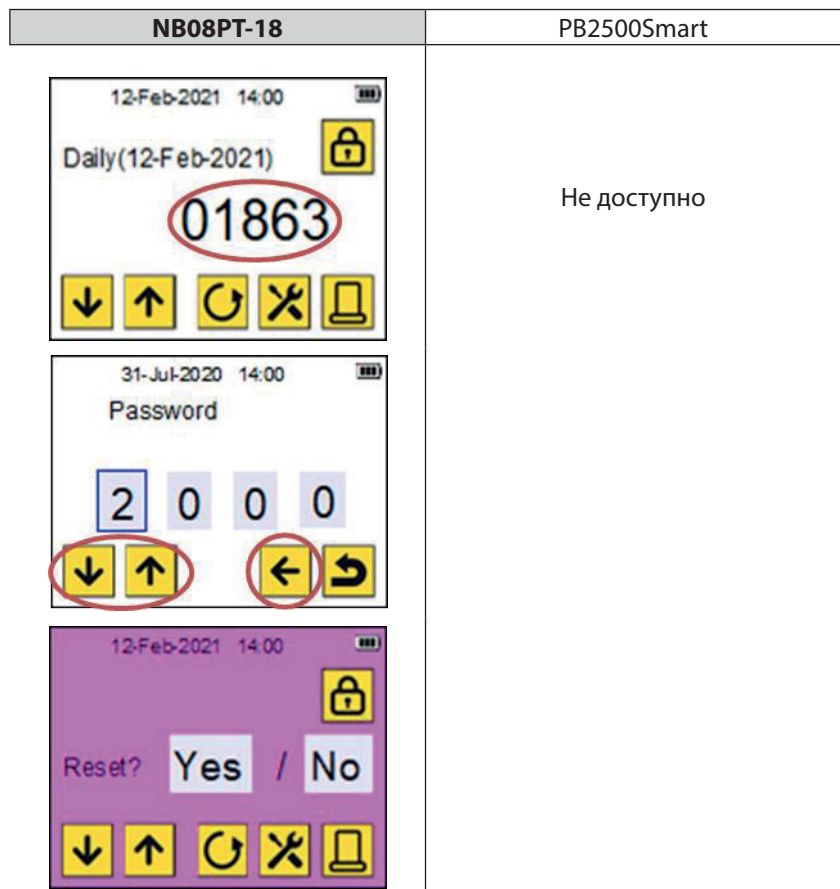 NB08PT-18
PB2500Smart
12-Feb-2021 14:00
Daily(12-Feb-2021)
01863
Не доступно
31-Jul-2020 14:00
Password
2 0 0 0
12-Feb-2021 14:00
Reset? Yes / No